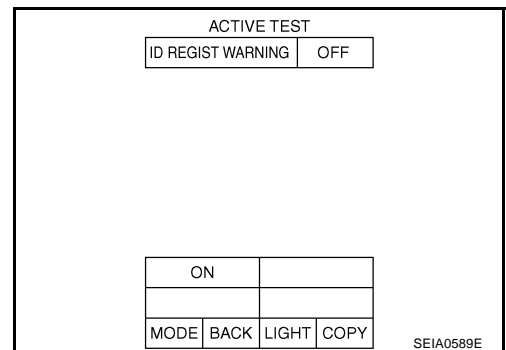 ACTIVE TEST
ID REGIST WARNING OFF
ON
MODE BACK LIGHT COPY
SEIA0589E